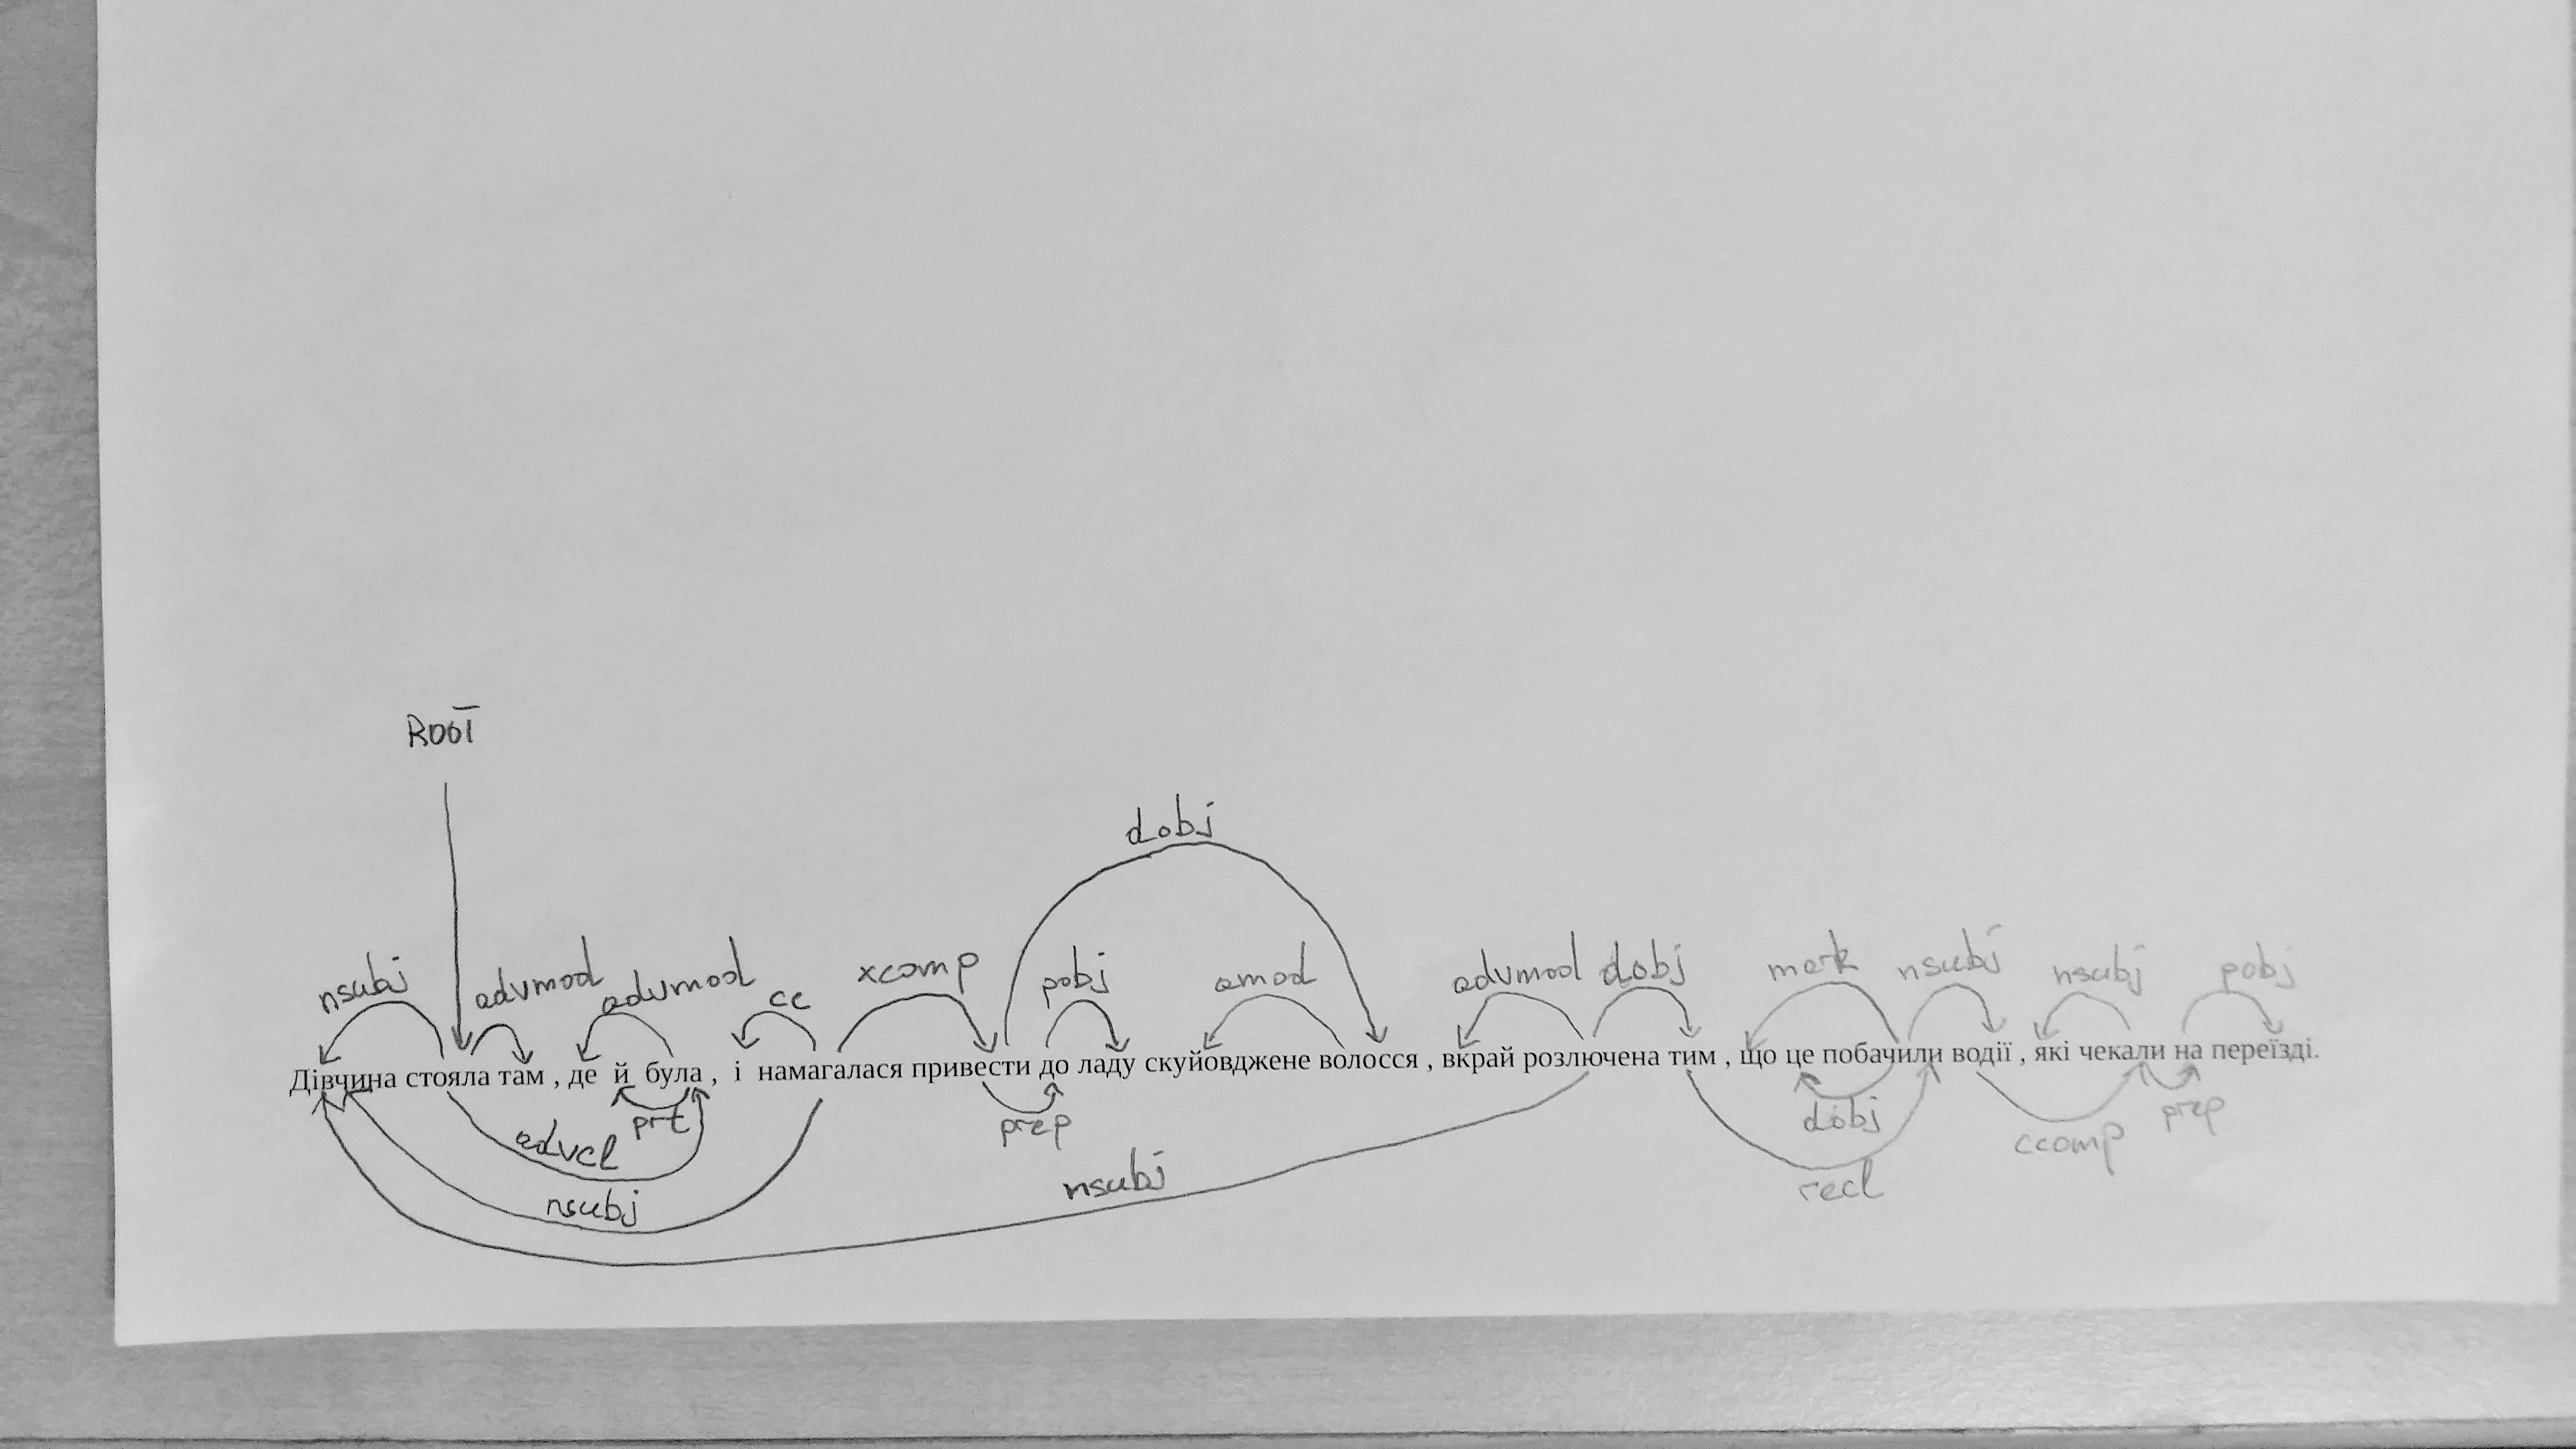 ROOT
dobj
nsubj advmod advmod cc xcomp pobj amod advmod dobj mark nsubj nsubj pobj
Дівчина стояла там , де й була , і намагалася привести до ладу скуйовджене волосся , вкрай розлючена тим , що це побачили водії , які чекали на переїзді.
advcl prt prep dobj ccomp prep
nsubj nsubj rcl